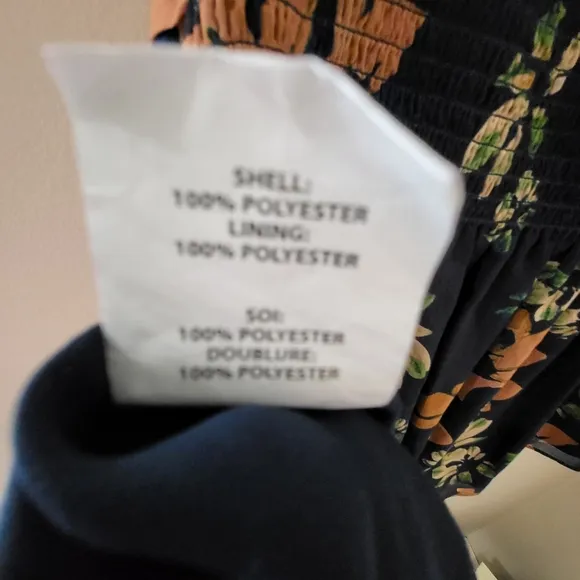 SHELL:
100% POLYESTER
LINING:
100% POLYESTER
SOI:
100% POLYESTER
DOUBLURE:
100% POLYESTER